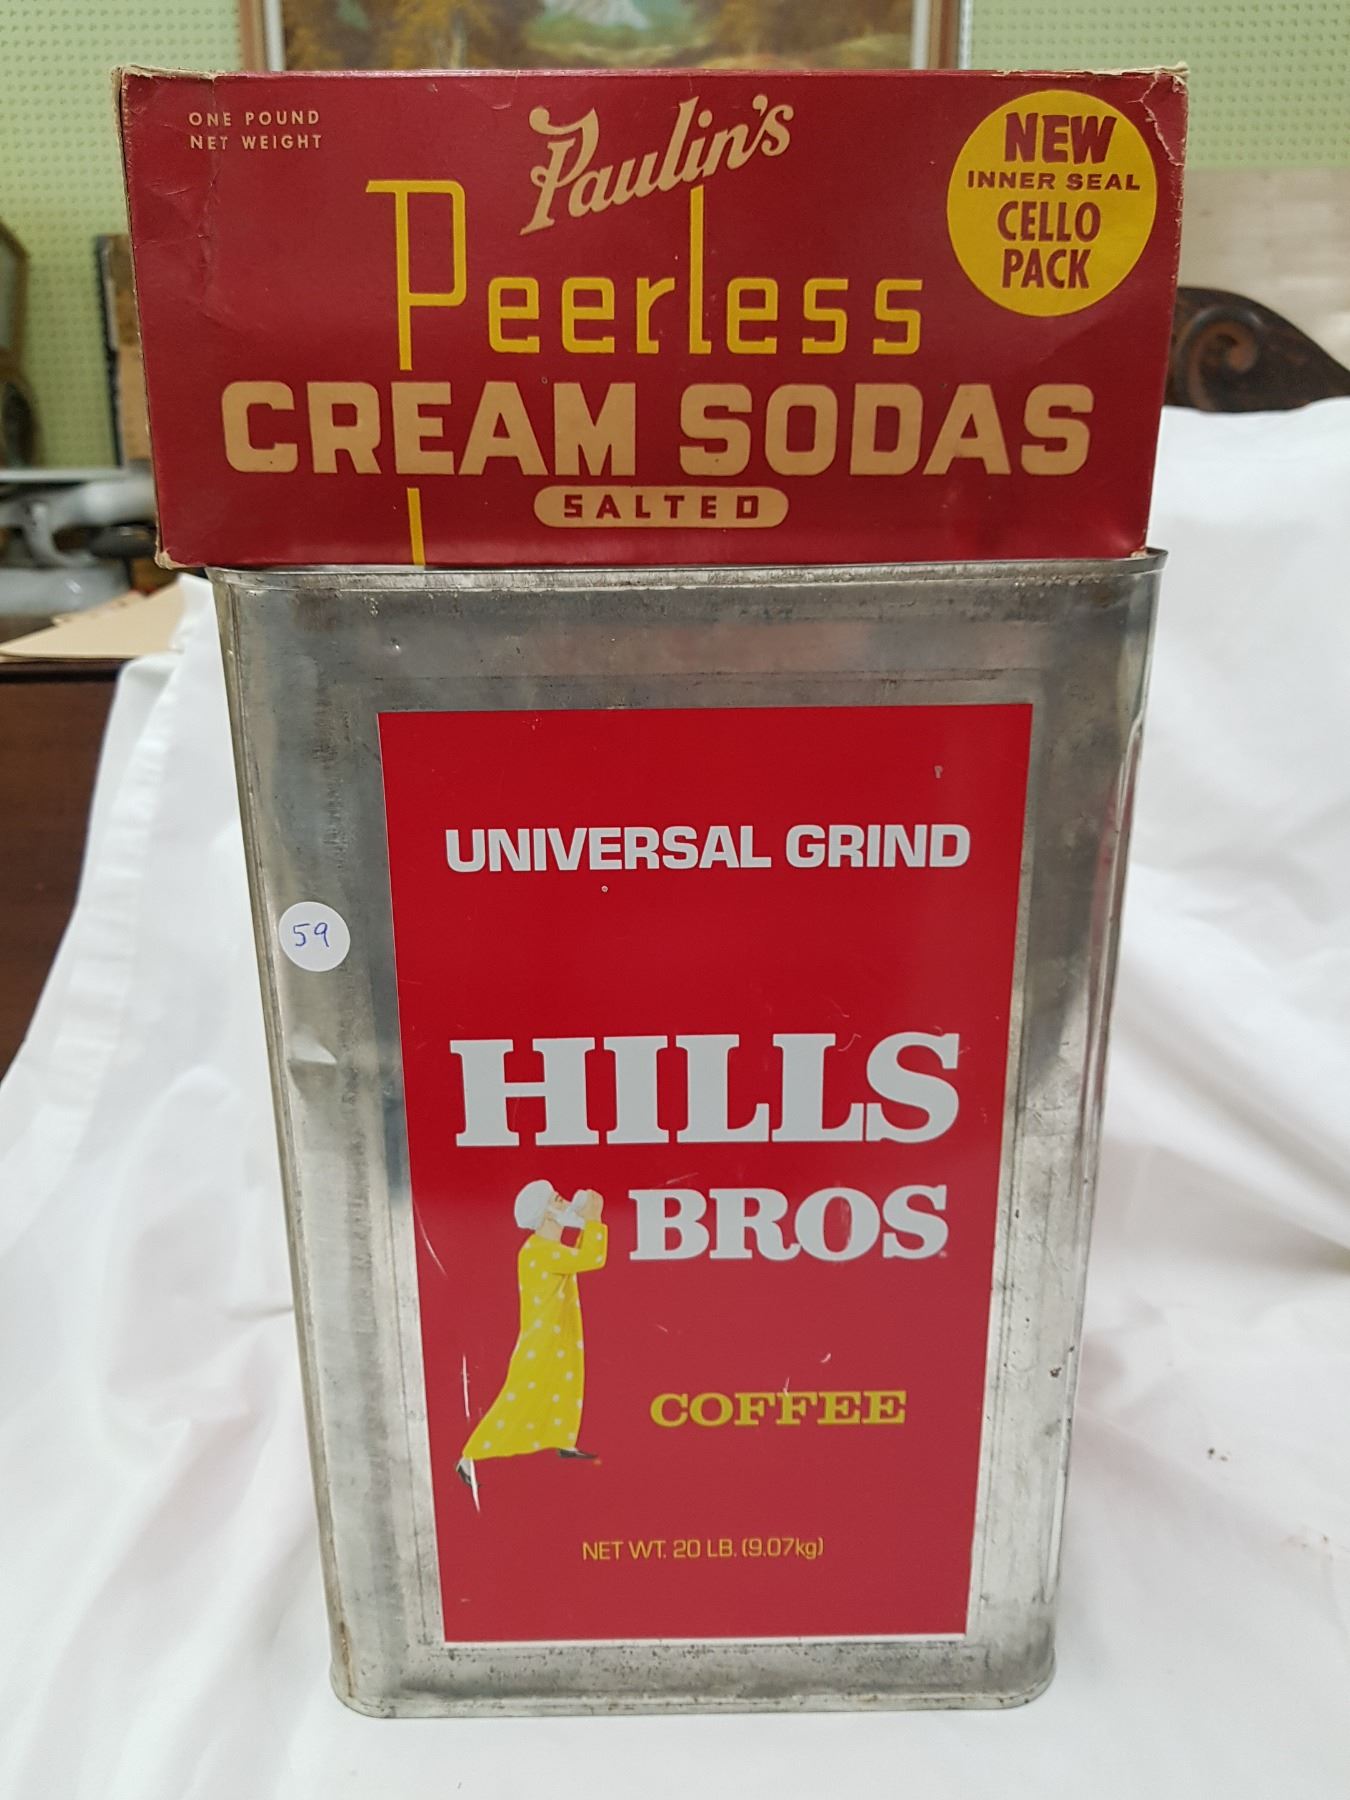 ONE POUND
NET WEIGHT
Paulin's
Peerless
CREAM SODAS
SALTED
NEW
INNER SEAL
CELLO
PACK
UNIVERSAL GRIND
59
HILLS
BROS
COFFEE
NET WT. 20 LB. (9.07kg)